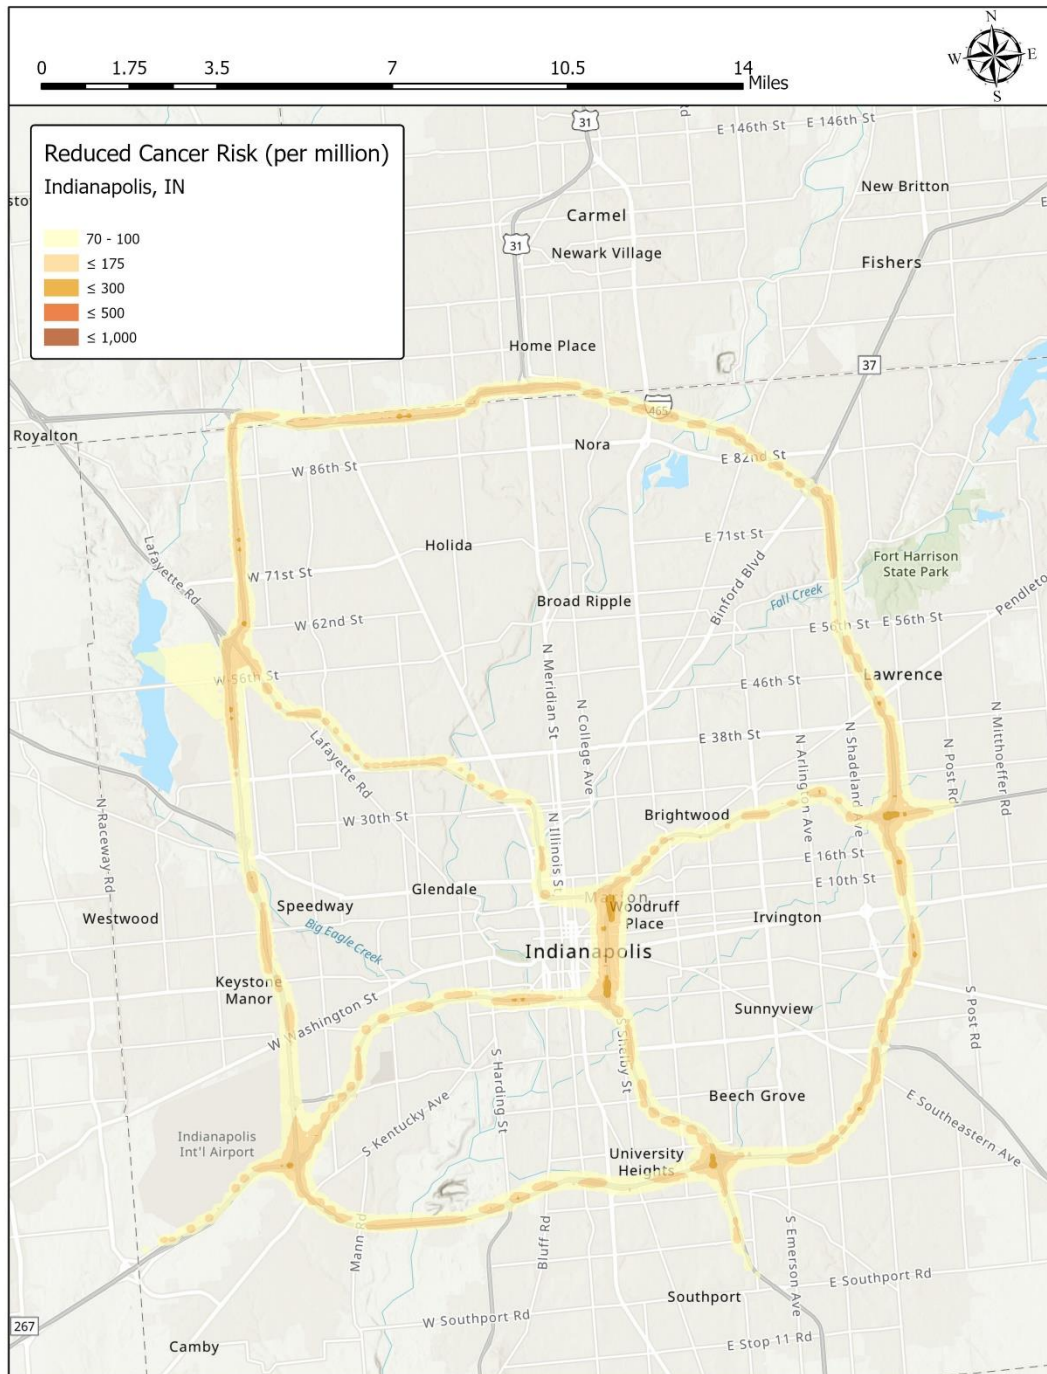 N
W E
S
0 1.75 3.5 7 10.5 14
Miles
Reduced Cancer Risk (per million)
Indianapolis, IN
70 - 100
≤ 175
≤ 300
≤ 500
≤ 1,000
31
E 146th St
E 146th St
New Britton
Carmel
31
Newark Village
Fishers
Home Place
37
465
Royalton
Nora
E 82nd St
W 86th St
E 71st St
Holida
Fort Harrison
State Park
Lafayette Rd
W 71st St
Binford Blvd
Fall Creek
Pendleto
Broad Ripple
W 62nd St
E 56th St
E 56th St
W 56th St
N Meridian St
Lawrence
E 46th St
N College Ave
E 38th St
N Arlington Ave
N Shadeland Ave
N Post Rd
N Mitthoeffer Rd
Lafayette Rd
N Raceway Rd
W 30th St
N Illinois St
Brightwood
E 16th St
E 10th St
Glendale
Marion
Speedway
Woodruff
Place
Irvington
Westwood
Big Eagle Creek
Indianapolis
Keystone
Manor
W Washington St
Sunnyview
S Post Rd
S Shelby St
S Harding St
Beech Grove
S Kentucky Ave
E Southeastern Ave
Indianapolis
Int'l Airport
University
Heights
Mann Rd
Bluff Rd
S Emerson Ave
E Southport Rd
Southport
W Southport Rd
267
E Stop 11 Rd
Camby